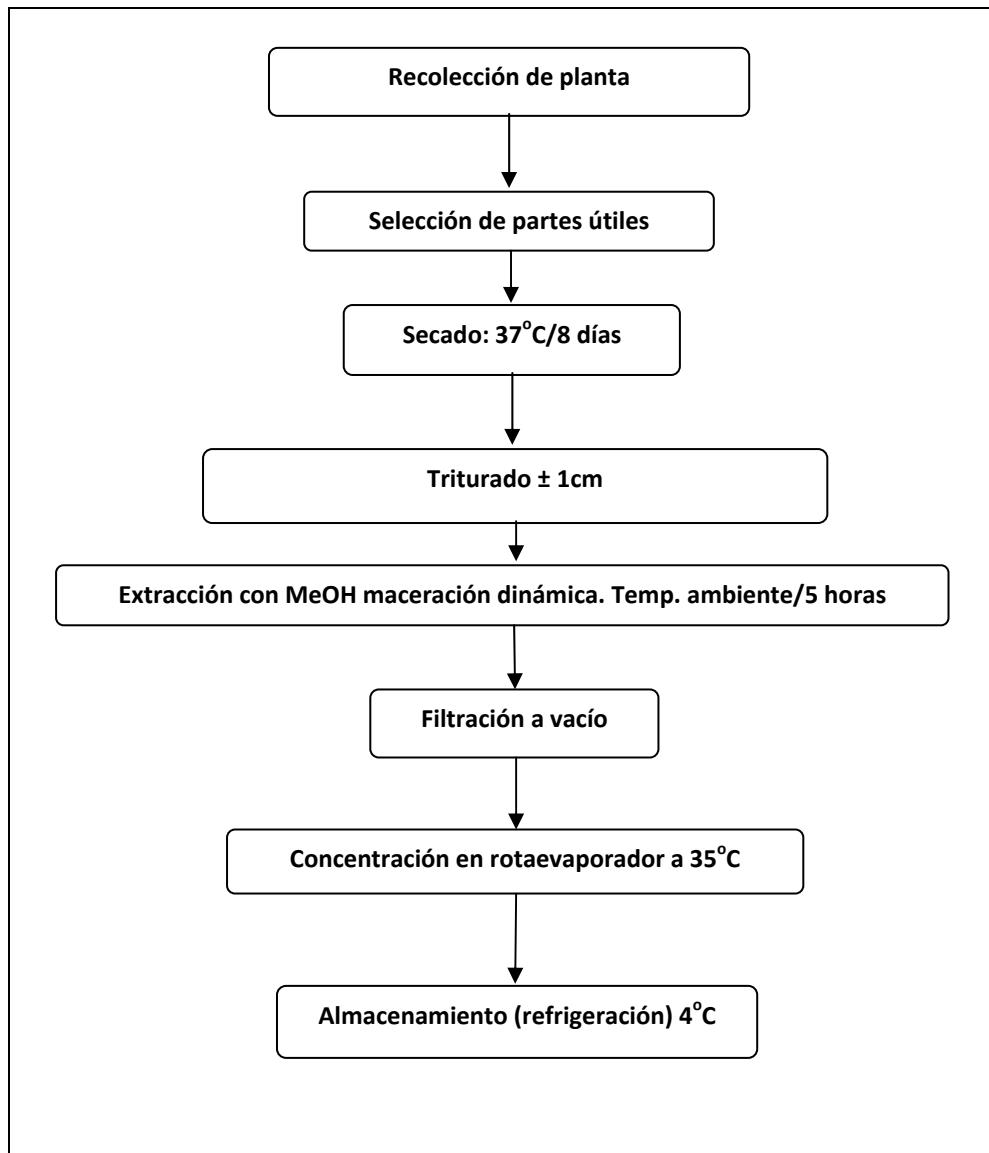 Recolección de planta
Selección de partes útiles
Secado: 37°C/8 días
Triturado ± 1cm
Extracción con MeOH maceración dinámica. Temp. ambiente/5 horas
Filtración a vacío
Concentración en rotaevaporador a 35°C
Almacenamiento (refrigeración) 4°C